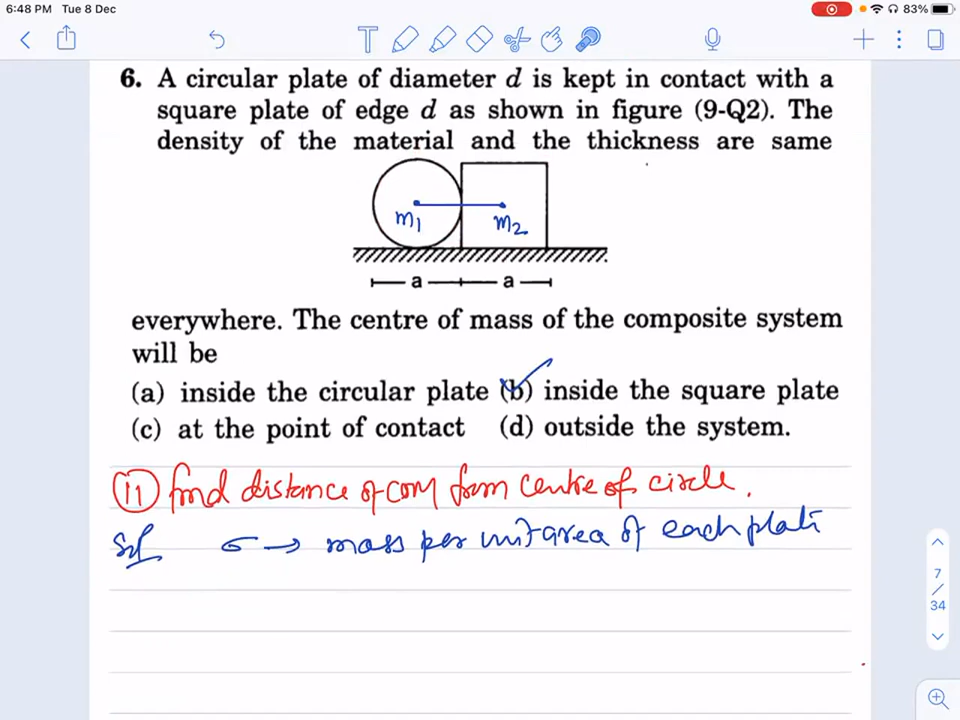 6:48 PM Tue 8 Dec
83%
6. A circular plate of diameter d is kept in contact with a
square plate of edge d as shown in figure (9-Q2). The
density of the material and the thickness are same
m1 m2
a a
everywhere. The centre of mass of the composite system
will be
(a) inside the circular plate (b) inside the square plate
(c) at the point of contact (d) outside the system.
(ii) find distance of COM from centre of circle.
Sol σ → mass per unit area of each plate
7
/
34